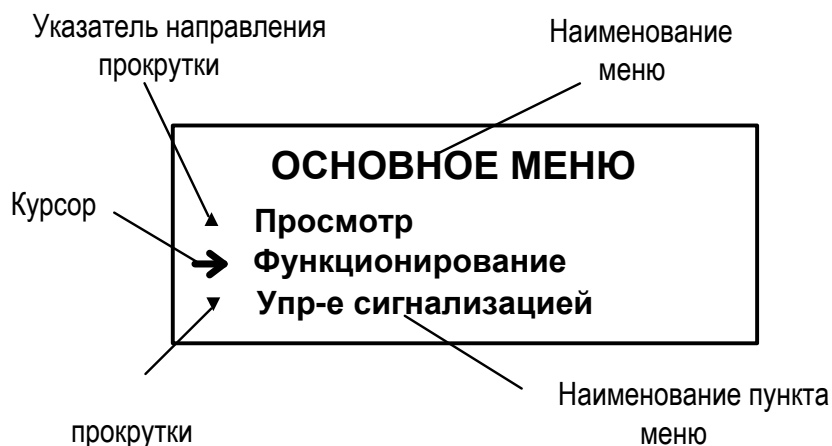 Указатель направления
прокрутки
Наименование
меню
ОСНОВНОЕ МЕНЮ
Курсор
Просмотр
Функционирование
Упр-е сигнализацией
прокрутки
Наименование пункта
меню